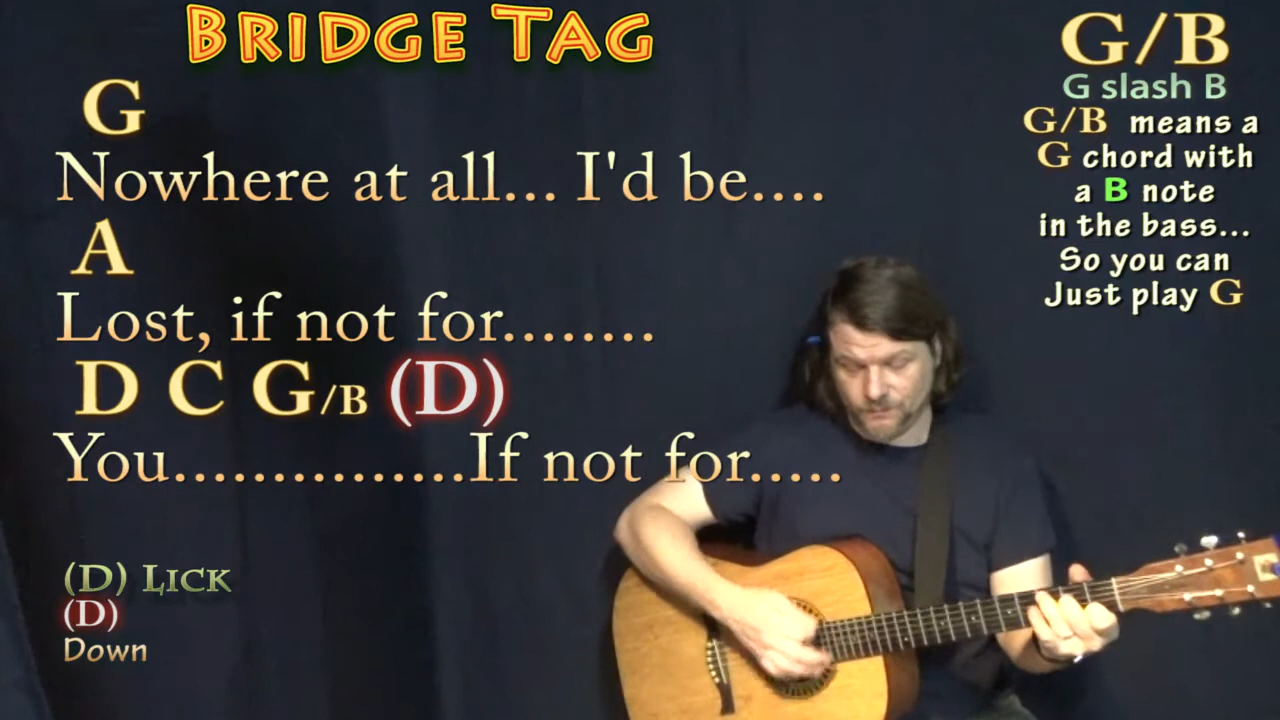 BRIDGE TAG
G
Nowhere at all... I'd be....
A
Lost, if not for........
D C G/B (D)
You...............If not for.....
(D) LICK
(D)
Down
G/B
G slash B
G/B means a
G chord with
a B note
in the bass...
So you can
Just play G